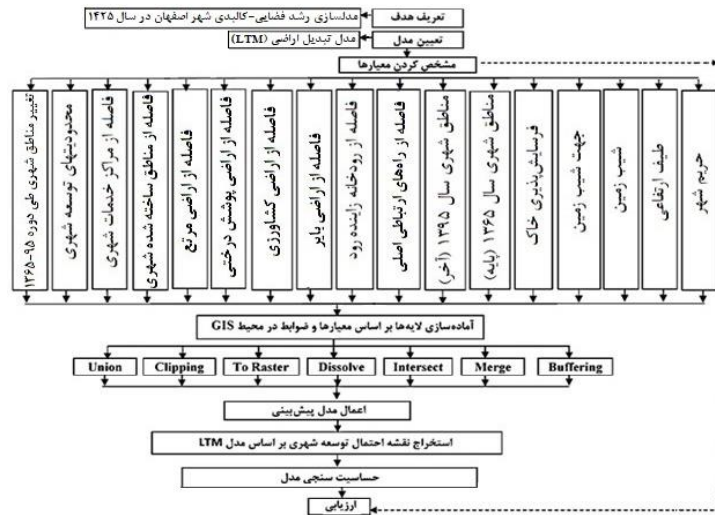 تعریف هدف
مدلسازی رشد فضایی-کالبدی شهر اصفهان در سال ۱۴۲۵
تعیین مدل
مدل تبدیل اراضی (LTM)
مشخص کردن معیارها
حریم شهر
طیف ارتفاعی
شیب زمین
جهت شیب زمین
فرسایش‌پذیری خاک
مناطق شهری سال ۱۳۶۵ (پایه)
مناطق شهری سال ۱۳۹۵ (آخر)
فاصله از راه‌های ارتباطی اصلی
فاصله از رودخانه زاینده رود
فاصله از اراضی بایر
فاصله از اراضی کشاورزی
فاصله از اراضی پوشش درختی
فاصله از اراضی مرتع
فاصله از مناطق ساخته شده شهری
فاصله از مراکز خدمات شهری
محدودیتهای توسعه شهری
تغییر مناطق شهری طی دوره ۹۵-۱۳۶۵
آماده‌سازی لایه‌ها بر اساس معیارها و ضوابط در محیط GIS
Union Clipping To Raster Dissolve Intersect Merge Buffering
اعمال مدل پیش‌بینی
استخراج نقشه احتمال توسعه شهری بر اساس مدل LTM
حساسیت سنجی مدل
ارزیابی